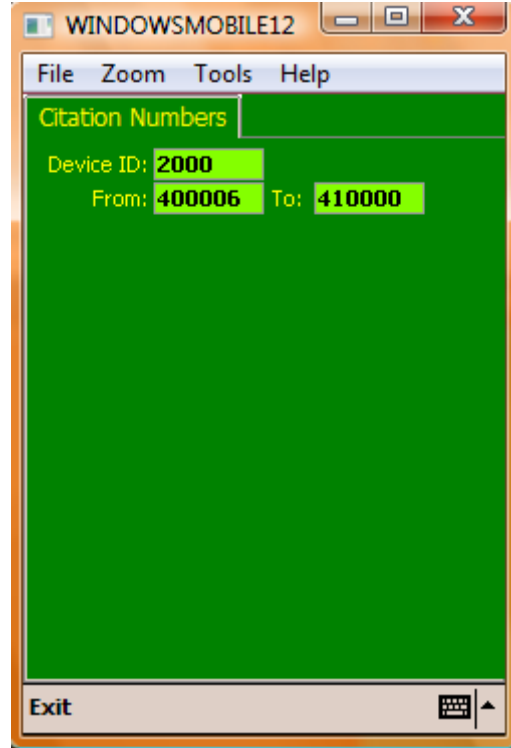 WINDOWSMOBILE12
File Zoom Tools Help
Citation Numbers
Device ID: 2000
From: 400006 To: 410000
Exit